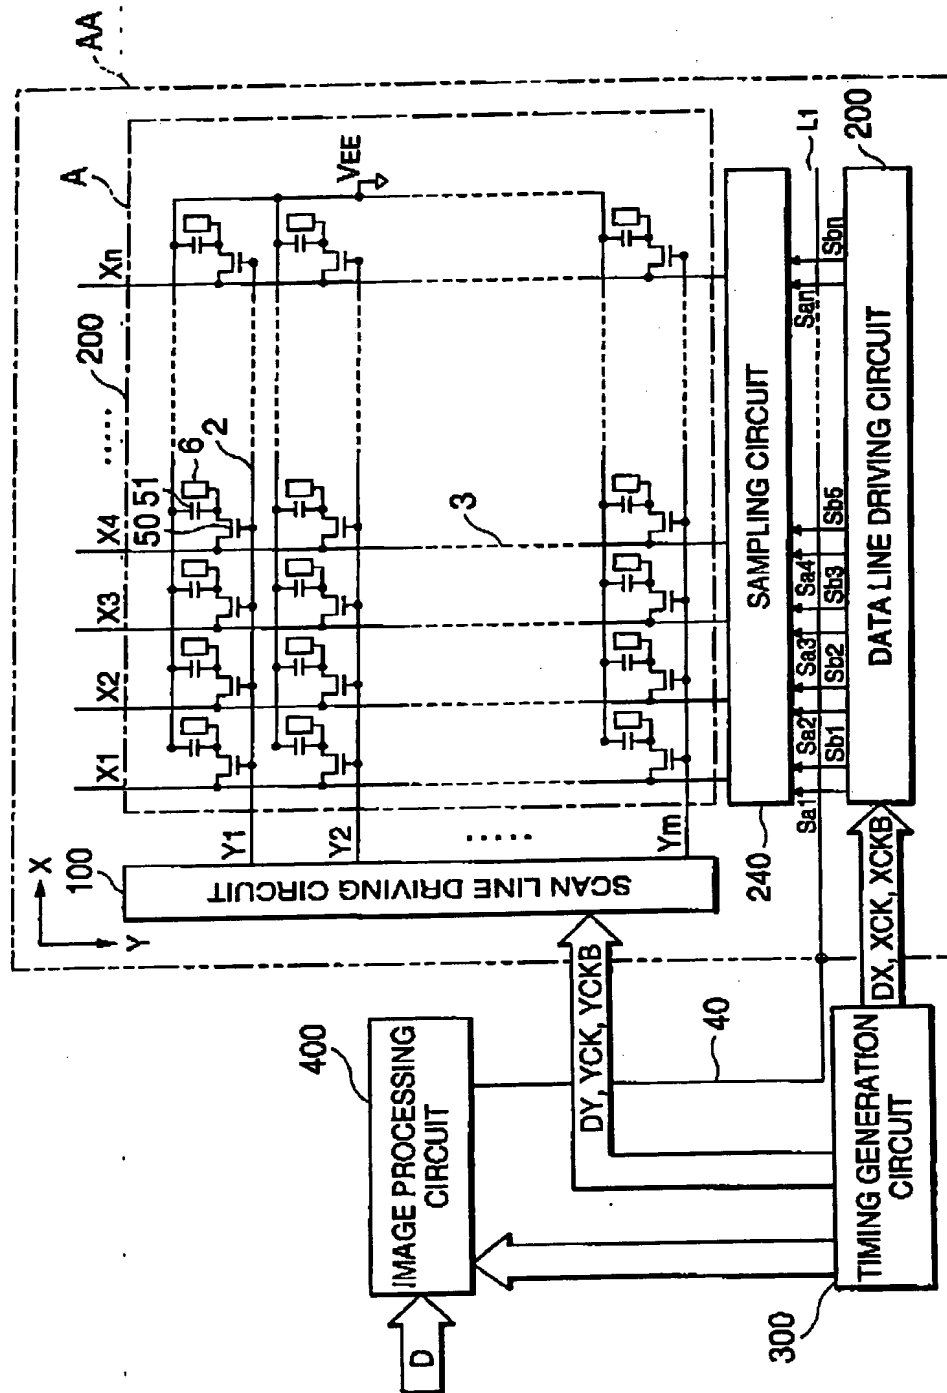 AA
A
X
Y
100
SCAN LINE DRIVING CIRCUIT
X1
X2
X3
X4
.....
200
Xn
50
51
6
2
VEE
Y1
Y2
.....
Ym
3
SAMPLING CIRCUIT
240
Sa1
Sb1
Sa2
Sb2
Sa3
Sb3
Sa4
Sb5
San
Sbn
L1
200
DATA LINE DRIVING CIRCUIT
400
IMAGE PROCESSING
CIRCUIT
D
DY, YCK, YCKB
40
DX, XCK, XCKB
TIMING GENERATION
CIRCUIT
300